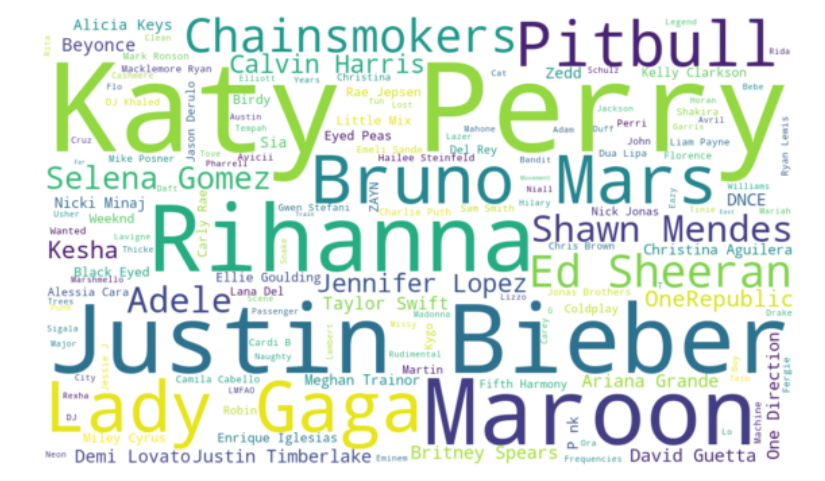 Alicia Keys
Clean
Chainsmokers
Pitbull
Legend
Rita
Beyonce
Mark Ronson
Rida
Macklemore Ryan
Calvin Harris
Cat
Zedd
Schulz
Kelly Clarkson
Katy Perry
Cashmere
Elliott
Years
Christina
Flo
Rae Jepsen
Bebe
DJ Khaled
Jason Derulo
Birdy
fun
Lost
Jackson
Horan
Little Mix
Shakira
Austin
Avril
Cruz
Tempah
Eyed Peas
Lazer
Mahone
Adam
Duff
Perri
Garrix
Ryan Lewis
Sia
Emeli Sande
Del Rey
John
Liam Payne
Mike Posner
Tove
Avicii
Hailee Steinfeld
Dua Lipa
Florence
Far
Pharrell
Bandit
Selena Gomez
Bruno Mars
Daft
ZAYN
Movement
Niall
Williams
Nicki Minaj
Carly Rae
Gwen Stefani
Hilary
Eazy
DNCE
Usher
Weeknd
Charlie Puth
Sam Smith
Nick Jonas
Tinie
East
Mariah
Train
Wanted
Lavigne
Rihanna
Shawn Mendes
Kesha
Thicke
Snake
Chris Brown
Christina Aguilera
Black Eyed
Marshmello
Ellie Goulding
Jennifer Lopez
Ed Sheeran
Alessia Cara
Adele
Lana Del
Lizzo
Jonas Brothers
T
OneRepublic
Trees
Scene
Taylor Swift
Passenger
Madonna
G
Coldplay
Drake
Sigala
Justin Bieber
Missy
Kygo
Carey
Major
Cardi B
Lambert
Rudimental
Jessie J
Naughty
Martin
Boy
One Direction
Fergie
City
Camila Cabello
Meghan Trainor
Fifth Harmony
Ariana Grande
Tain
Rexha
LMFAO
Lady Gaga
Maroon
DJ
Robin
P nk
Lo
Machine
Miley Cyrus
Enrique Iglesias
Ora
Neon
Demi Lovato
Justin Timberlake
Eminem
Britney Spears
Frequencies
David Guetta